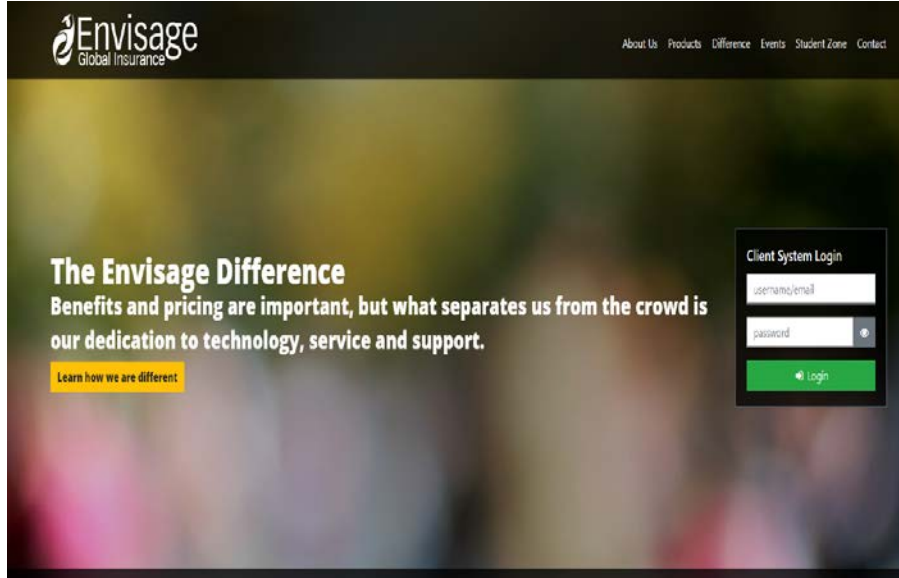 Envisage
Global Insurance
About Us Products Difference Events Student Zone Contact
The Envisage Difference
Benefits and pricing are important, but what separates us from the crowd is
our dedication to technology, service and support.
Learn how we are different
Client System Login
username/email
password
Login